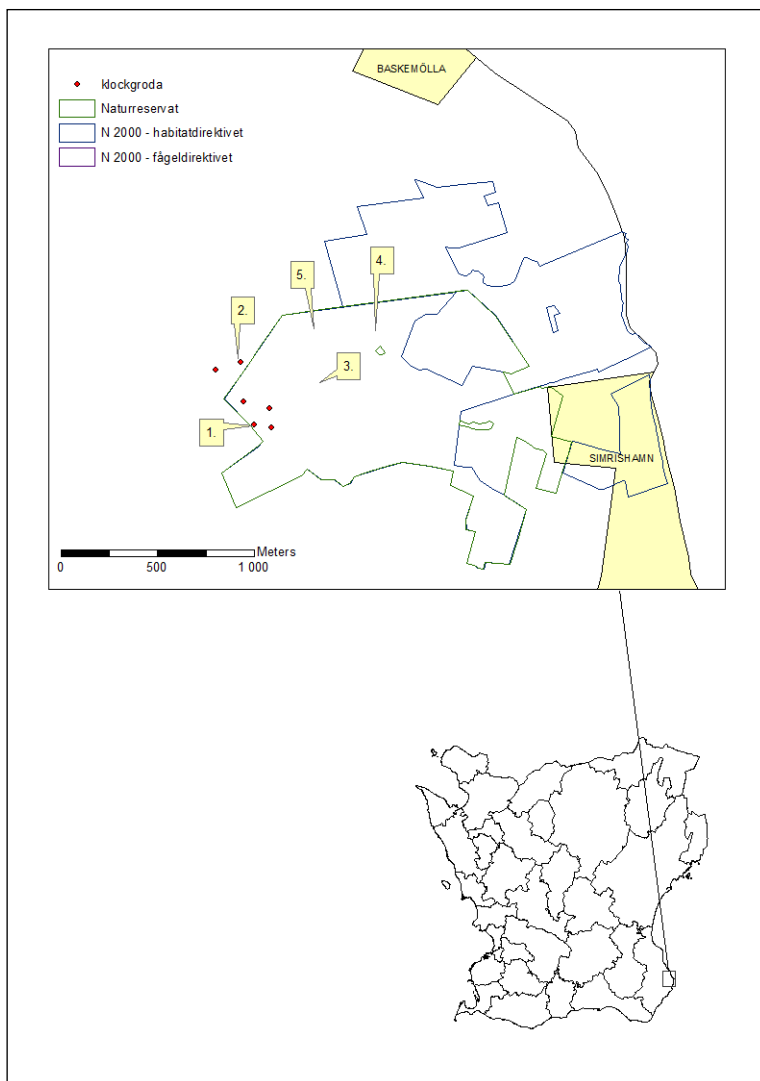 BASKEMÖLLA
klockgroda
Naturreservat
N 2000 - habitatdirektivet
N 2000 - fågeldirektivet
4.
5.
2.
3.
1.
SIMRISHAMN
Meters
0 500 1 000